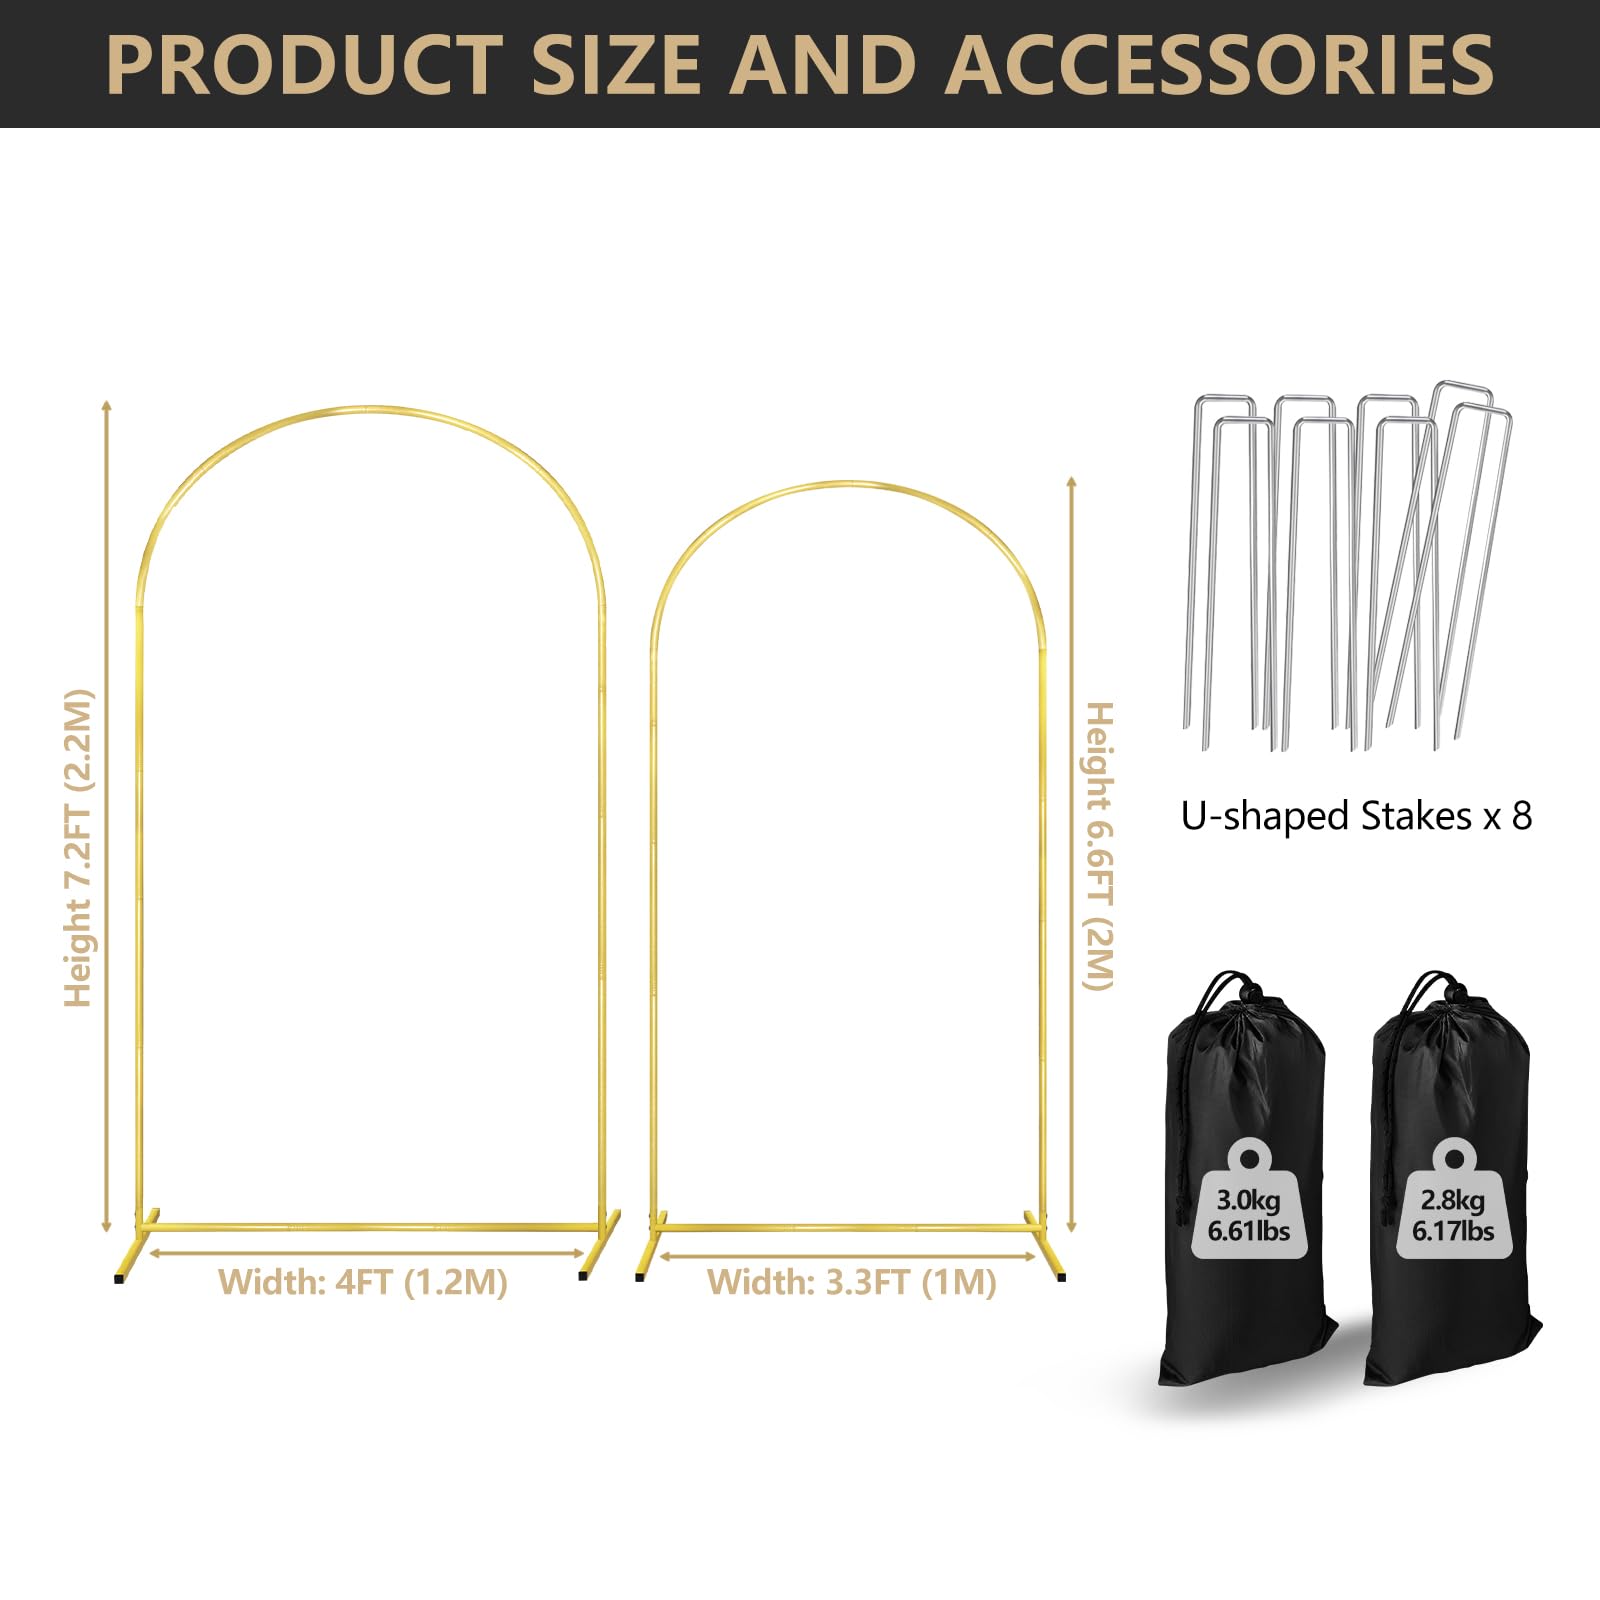 PRODUCT SIZE AND ACCESSORIES
Height 7.2FT (2.2M)
Width: 4FT (1.2M)
Height 6.6FT (2M)
Width: 3.3FT (1M)
U-shaped Stakes x 8
3.0kg
6.61lbs
2.8kg
6.17lbs